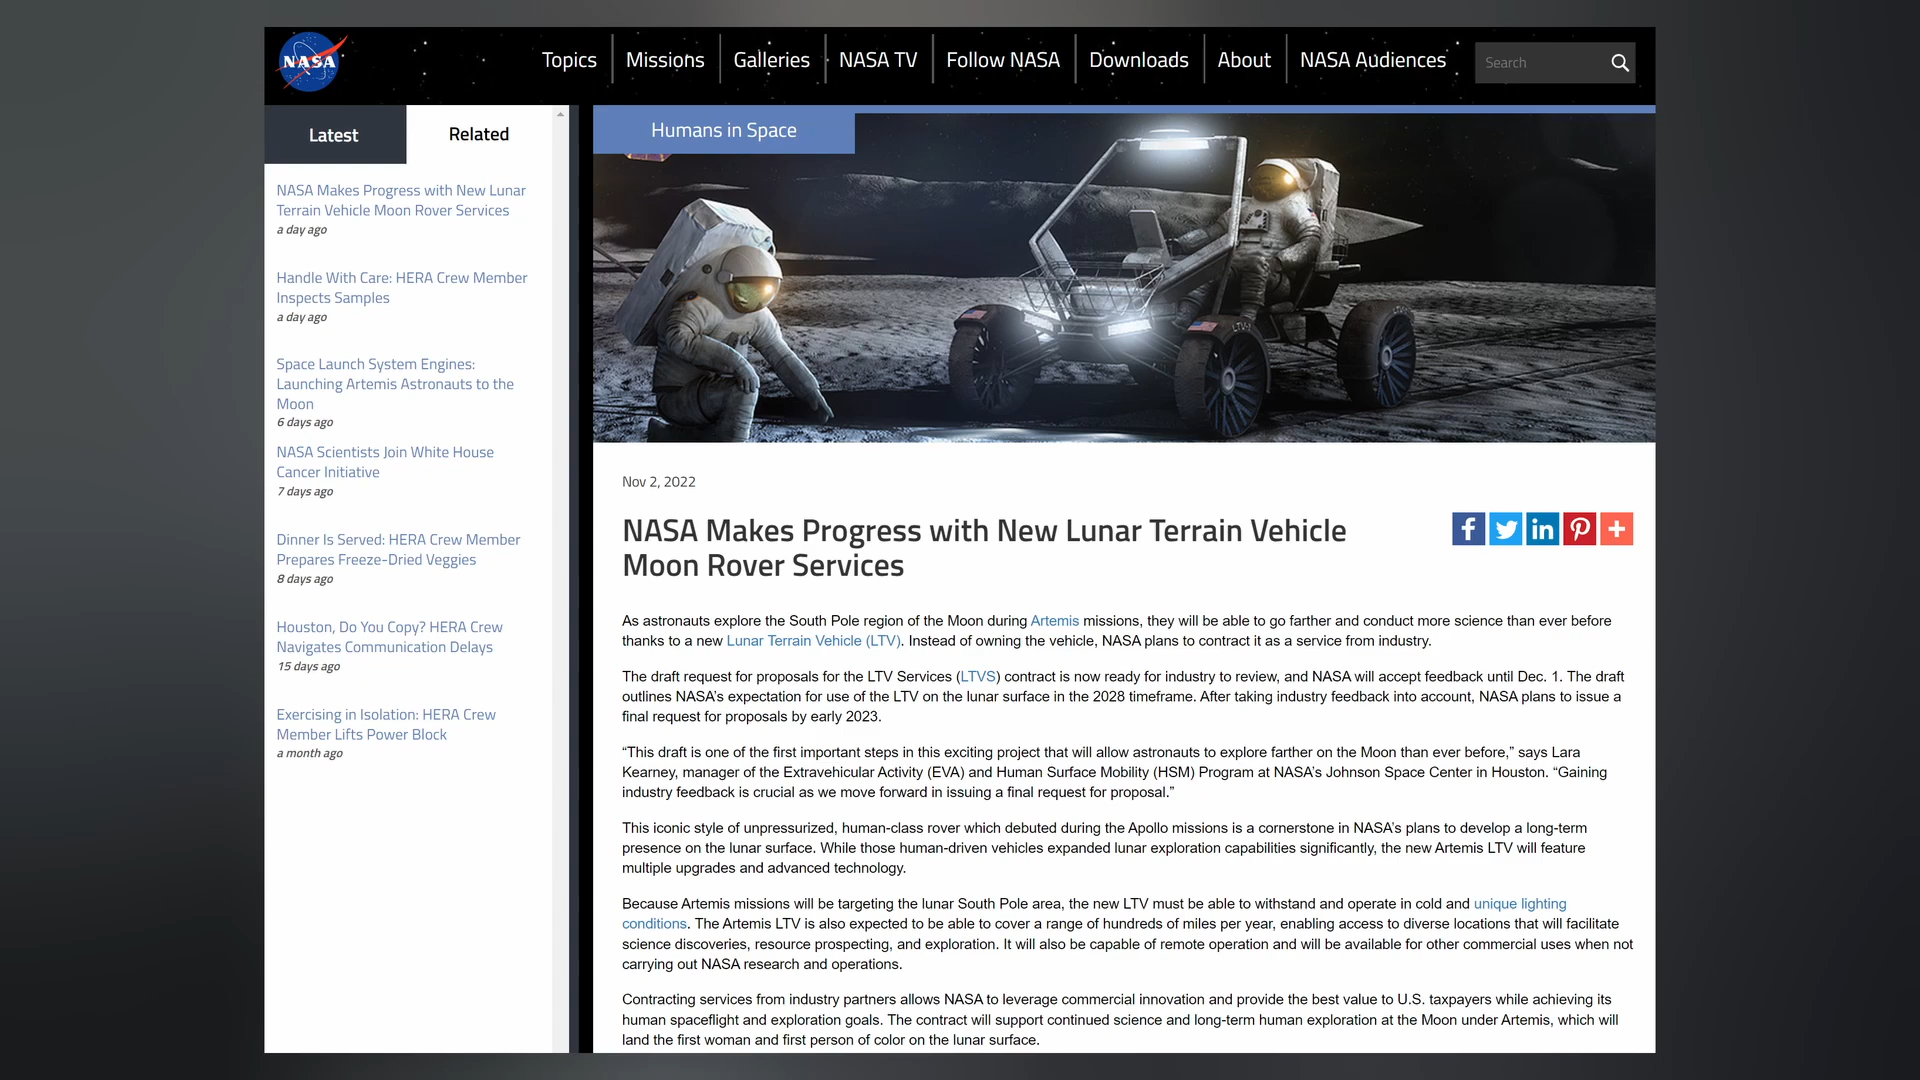 NASA
Topics
Missions
Galleries
NASA TV
Follow NASA
Downloads
About
NASA Audiences
Search
Latest
Related
NASA Makes Progress with New Lunar
Terrain Vehicle Moon Rover Services
a day ago
Handle With Care: HERA Crew Member
Inspects Samples
a day ago
Space Launch System Engines:
Launching Artemis Astronauts to the
Moon
6 days ago
NASA Scientists Join White House
Cancer Initiative
7 days ago
Dinner Is Served: HERA Crew Member
Prepares Freeze-Dried Veggies
8 days ago
Houston, Do You Copy? HERA Crew
Navigates Communication Delays
15 days ago
Exercising in Isolation: HERA Crew
Member Lifts Power Block
a month ago
Humans in Space
LTV-1
Nov 2, 2022
NASA Makes Progress with New Lunar Terrain Vehicle
Moon Rover Services
As astronauts explore the South Pole region of the Moon during Artemis missions, they will be able to go farther and conduct more science than ever before
thanks to a new Lunar Terrain Vehicle (LTV). Instead of owning the vehicle, NASA plans to contract it as a service from industry.
The draft request for proposals for the LTV Services (LTVS) contract is now ready for industry to review, and NASA will accept feedback until Dec. 1. The draft
outlines NASA's expectation for use of the LTV on the lunar surface in the 2028 timeframe. After taking industry feedback into account, NASA plans to issue a
final request for proposals by early 2023.
“This draft is one of the first important steps in this exciting project that will allow astronauts to explore farther on the Moon than ever before,” says Lara
Kearney, manager of the Extravehicular Activity (EVA) and Human Surface Mobility (HSM) Program at NASA's Johnson Space Center in Houston. “Gaining
industry feedback is crucial as we move forward in issuing a final request for proposal.”
This iconic style of unpressurized, human-class rover which debuted during the Apollo missions is a cornerstone in NASA's plans to develop a long-term
presence on the lunar surface. While those human-driven vehicles expanded lunar exploration capabilities significantly, the new Artemis LTV will feature
multiple upgrades and advanced technology.
Because Artemis missions will be targeting the lunar South Pole area, the new LTV must be able to withstand and operate in cold and unique lighting
conditions. The Artemis LTV is also expected to be able to cover a range of hundreds of miles per year, enabling access to diverse locations that will facilitate
science discoveries, resource prospecting, and exploration. It will also be capable of remote operation and will be available for other commercial uses when not
carrying out NASA research and operations.
Contracting services from industry partners allows NASA to leverage commercial innovation and provide the best value to U.S. taxpayers while achieving its
human spaceflight and exploration goals. The contract will support continued science and long-term human exploration at the Moon under Artemis, which will
land the first woman and first person of color on the lunar surface.